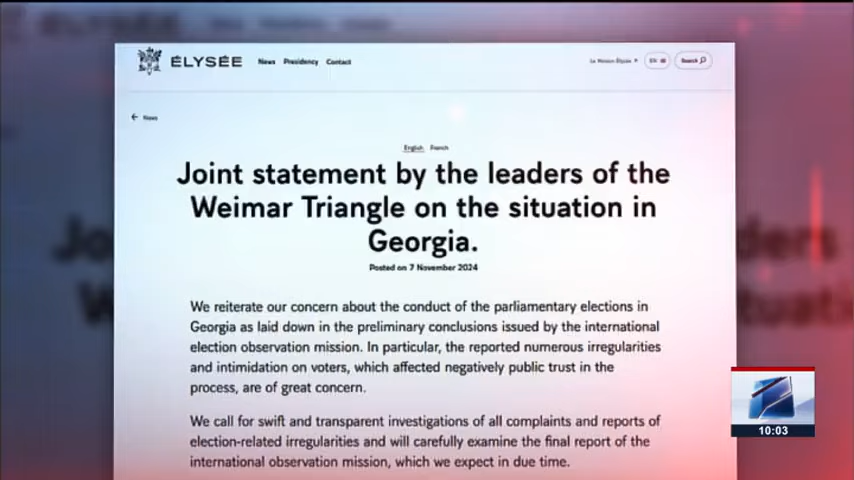 ÉLYSÉE News Presidency Contact
La Maison Élysée EN Search
← News
English French
Joint statement by the leaders of the
Weimar Triangle on the situation in
Georgia.
Posted on 7 November 2024
We reiterate our concern about the conduct of the parliamentary elections in
Georgia as laid down in the preliminary conclusions issued by the international
election observation mission. In particular, the reported numerous irregularities
and intimidation on voters, which affected negatively public trust in the
process, are of great concern.
We call for swift and transparent investigations of all complaints and reports of
election-related irregularities and will carefully examine the final report of the
international observation mission, which we expect in due time.
10:03